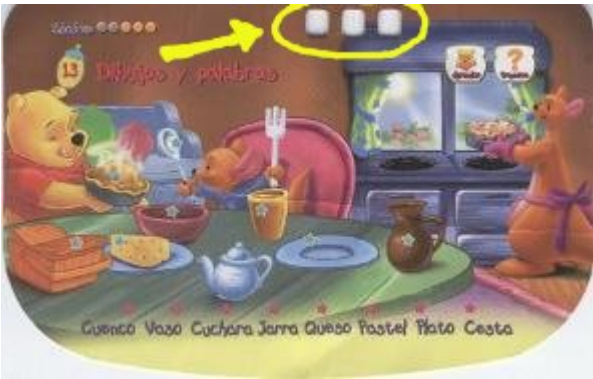 13
Dibujos y palabras
?
Cuenco Vaso Cuchara Jarra Queso Pastel Plato Cesta